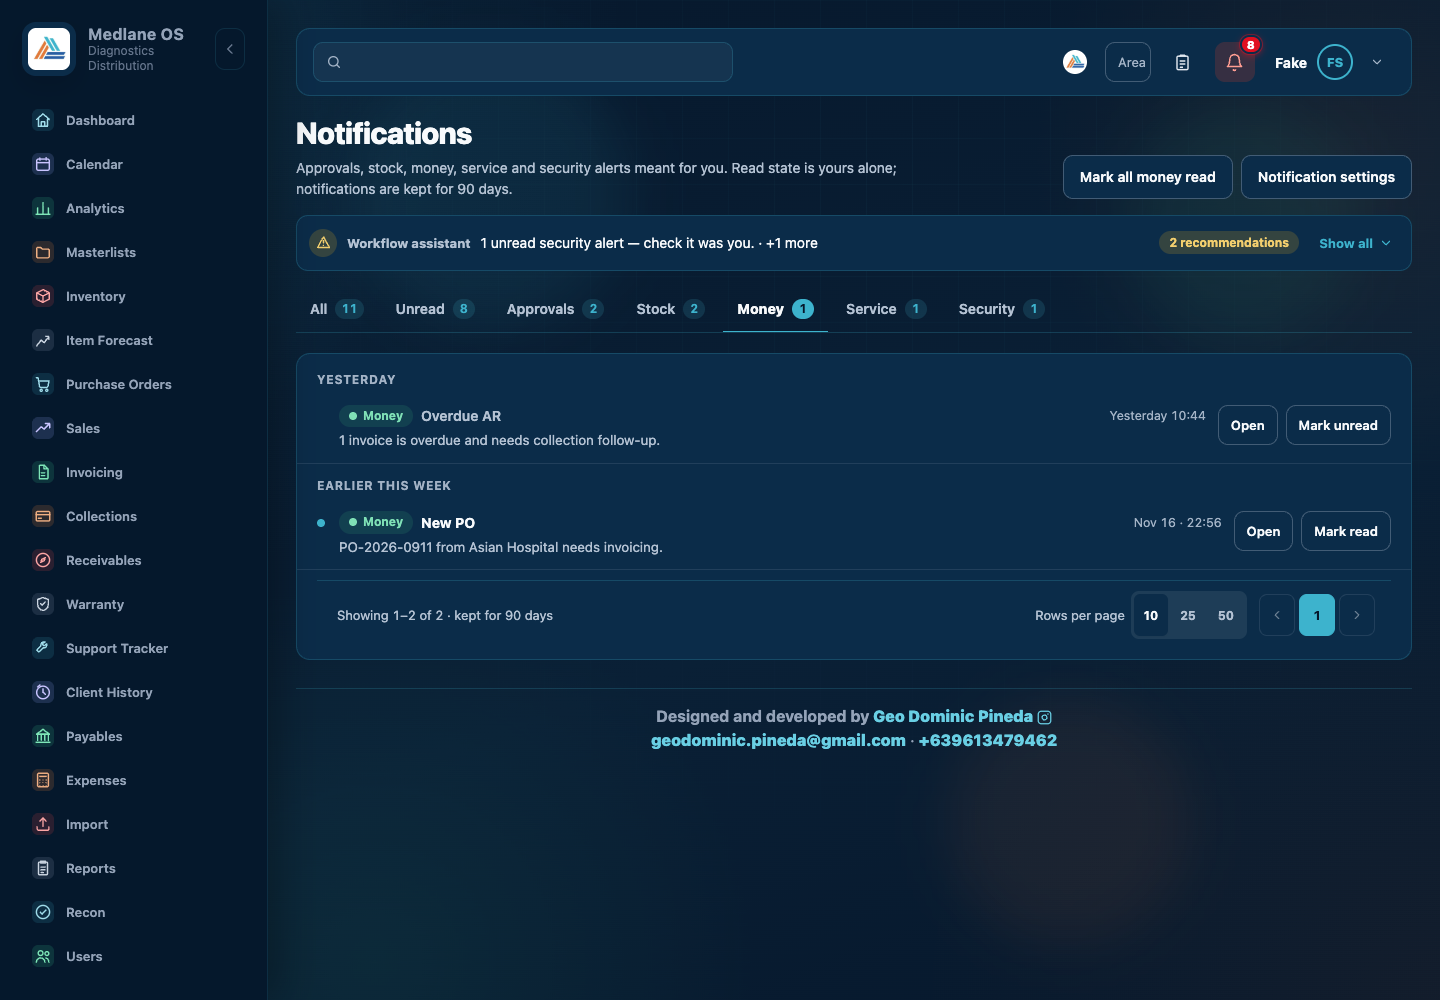 Medlane OS
Diagnostics
Distribution
Dashboard
Calendar
Analytics
Masterlists
Inventory
Item Forecast
Purchase Orders
Sales
Invoicing
Collections
Receivables
Warranty
Support Tracker
Client History
Payables
Expenses
Import
Reports
Recon
Users
Area
8
Fake
FS
Notifications
Approvals, stock, money, service and security alerts meant for you. Read state is yours alone;
notifications are kept for 90 days.
Mark all money read
Notification settings
Workflow assistant 1 unread security alert — check it was you. · +1 more
2 recommendations
Show all
All 11
Unread 8
Approvals 2
Stock 2
Money 1
Service 1
Security 1
YESTERDAY
Money Overdue AR
1 invoice is overdue and needs collection follow-up.
Yesterday 10:44
Open
Mark unread
EARLIER THIS WEEK
Money New PO
PO-2026-0911 from Asian Hospital needs invoicing.
Nov 16 · 22:56
Open
Mark read
Showing 1–2 of 2 · kept for 90 days
Rows per page 10 25 50
1
Designed and developed by Geo Dominic Pineda
geodominic.pineda@gmail.com · +639613479462